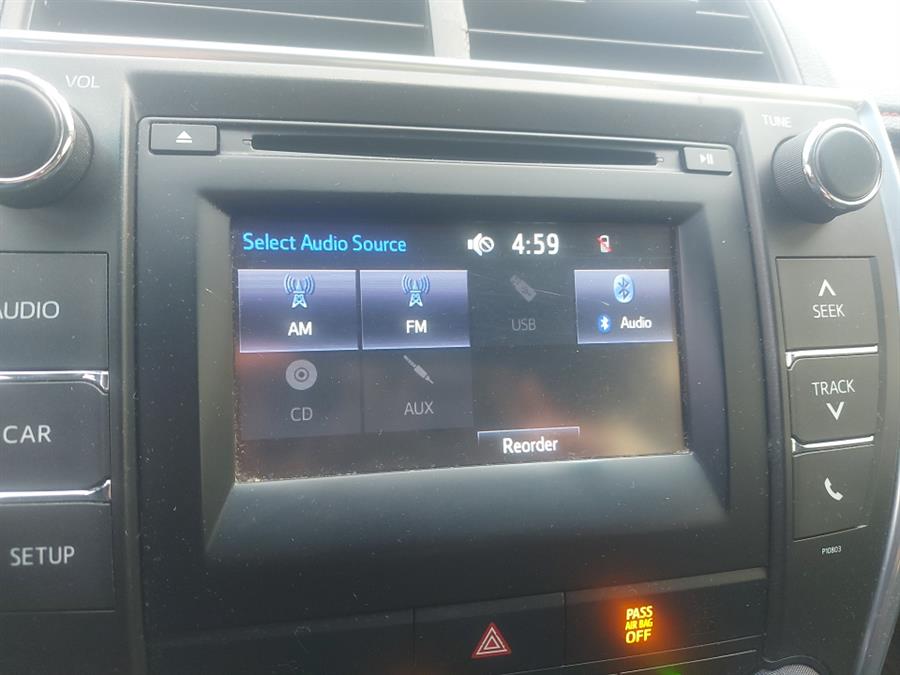 VOL
TUNE
Select Audio Source 4:59
AM
FM
USB
Audio
CD
AUX
Reorder
AUDIO
CAR
SETUP
SEEK
TRACK
P10803
PASS
AIR BAG
OFF